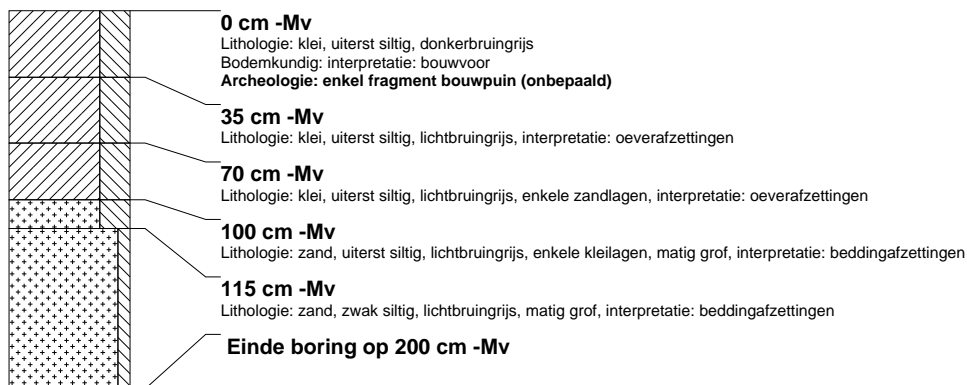 0 cm -Mv
Lithologie: klei, uiterst siltig, donkerbruingrijs
Bodemkundig: interpretatie: bouwvoor
Archeologie: enkel fragment bouwpuin (onbepaald)
35 cm -Mv
Lithologie: klei, uiterst siltig, lichtbruingrijs, interpretatie: oeverafzettingen
70 cm -Mv
Lithologie: klei, uiterst siltig, lichtbruingrijs, enkele zandlagen, interpretatie: oeverafzettingen
100 cm -Mv
Lithologie: zand, uiterst siltig, lichtbruingrijs, enkele kleilagen, matig grof, interpretatie: beddingafzettingen
115 cm -Mv
Lithologie: zand, zwak siltig, lichtbruingrijs, matig grof, interpretatie: beddingafzettingen
Einde boring op 200 cm -Mv